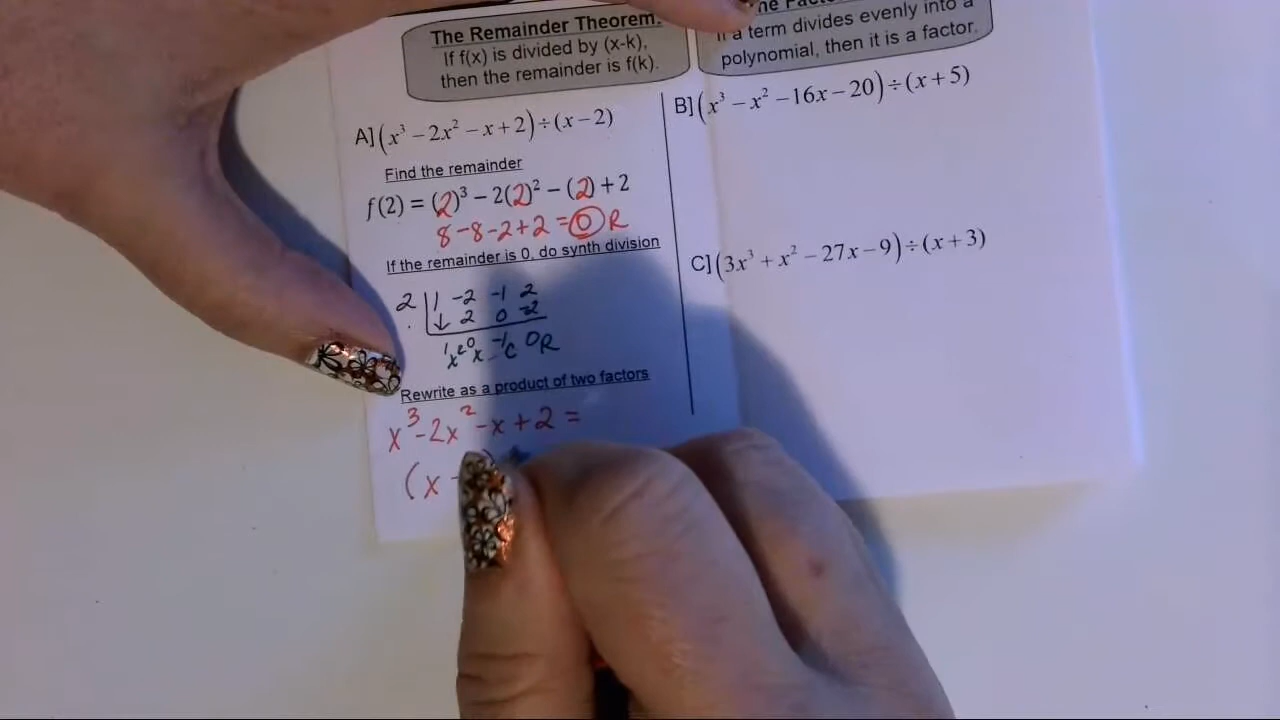 The Remainder Theorem.
If f(x) is divided by (x-k),
then the remainder is f(k).
If a term divides evenly into a
polynomial, then it is a factor.
A](x³ − 2x² − x + 2) ÷ (x − 2)
Find the remainder
f(2) = (2)³ − 2(2)² − (2) + 2
8-8-2+2=0 R
If the remainder is 0, do synth division
2 1 -2 -1 2
↓ 2 0 -2
1x² 0x -1c 0R
Rewrite as a product of two factors
x³-2x²-x+2=
(x -
B](x³ − x² − 16x − 20) ÷ (x + 5)
C](3x³ + x² − 27x − 9) ÷ (x + 3)